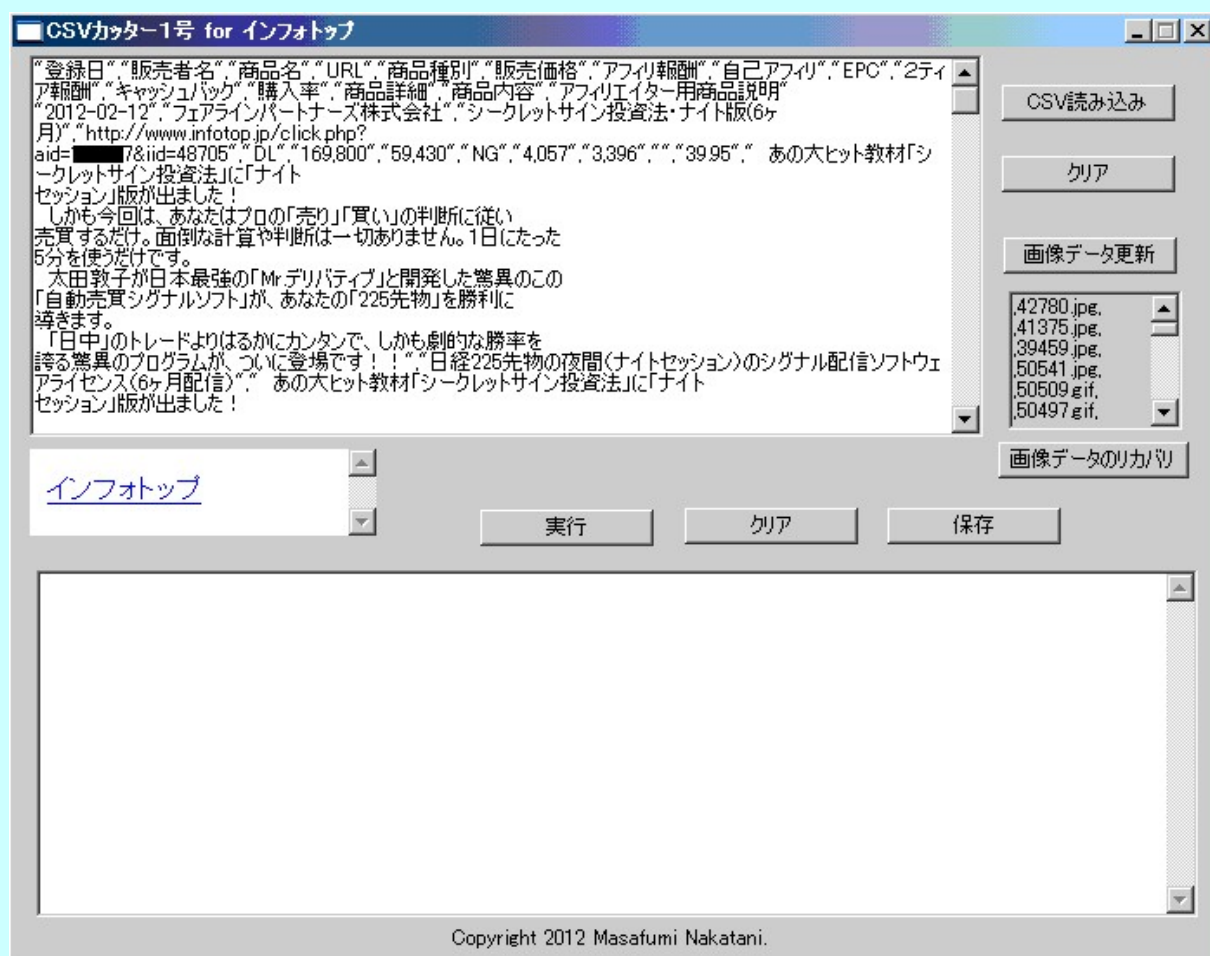 CSVカッター1号 for インフォトップ
"登録日","販売者名","商品名","URL","商品種別","販売価格","アフィリ報酬","自己アフィリ","EPC","2ティ
ア報酬","キャッシュバック","購入率","商品詳細","商品内容","アフィリエイター用商品説明"
"2012-02-12","フェアラインパートナーズ株式会社","シークレットサイン投資法・ナイト版(6ヶ
月)","http://www.infotop.jp/click.php?
aid=1 7&iid=48705","DL","169,800","59,430","NG","4,057","3,396","","39.95","　あの大ヒット教材「シ
ークレットサイン投資法」に「ナイト
セッション」版が出ました！
　しかも今回は、あなたはプロの「売り」「買い」の判断に従い
売買するだけ。面倒な計算や判断は一切ありません。1日にたった
5分を使うだけです。
　太田敦子が日本最強の「Mr.デリバティブ」と開発した驚異のこの
「自動売買シグナルソフト」が、あなたの「225先物」を勝利に
導きます。
　「日中」のトレードよりはるかにカンタンで、しかも劇的な勝率を
誇る驚異のプログラムが、ついに登場です！！","日経225先物の夜間(ナイトセッション)のシグナル配信ソフトウェ
アライセンス(6ヶ月配信)","　あの大ヒット教材「シークレットサイン投資法」に「ナイト
セッション」版が出ました！
CSV読み込み
クリア
画像データ更新
,42780.jpg,
,41375.jpg,
,39459.jpg,
,50541.jpg,
,50509.gif,
,50497.gif,
画像データのリカバリ
インフォトップ
実行
クリア
保存
Copyright 2012 Masafumi Nakatani.